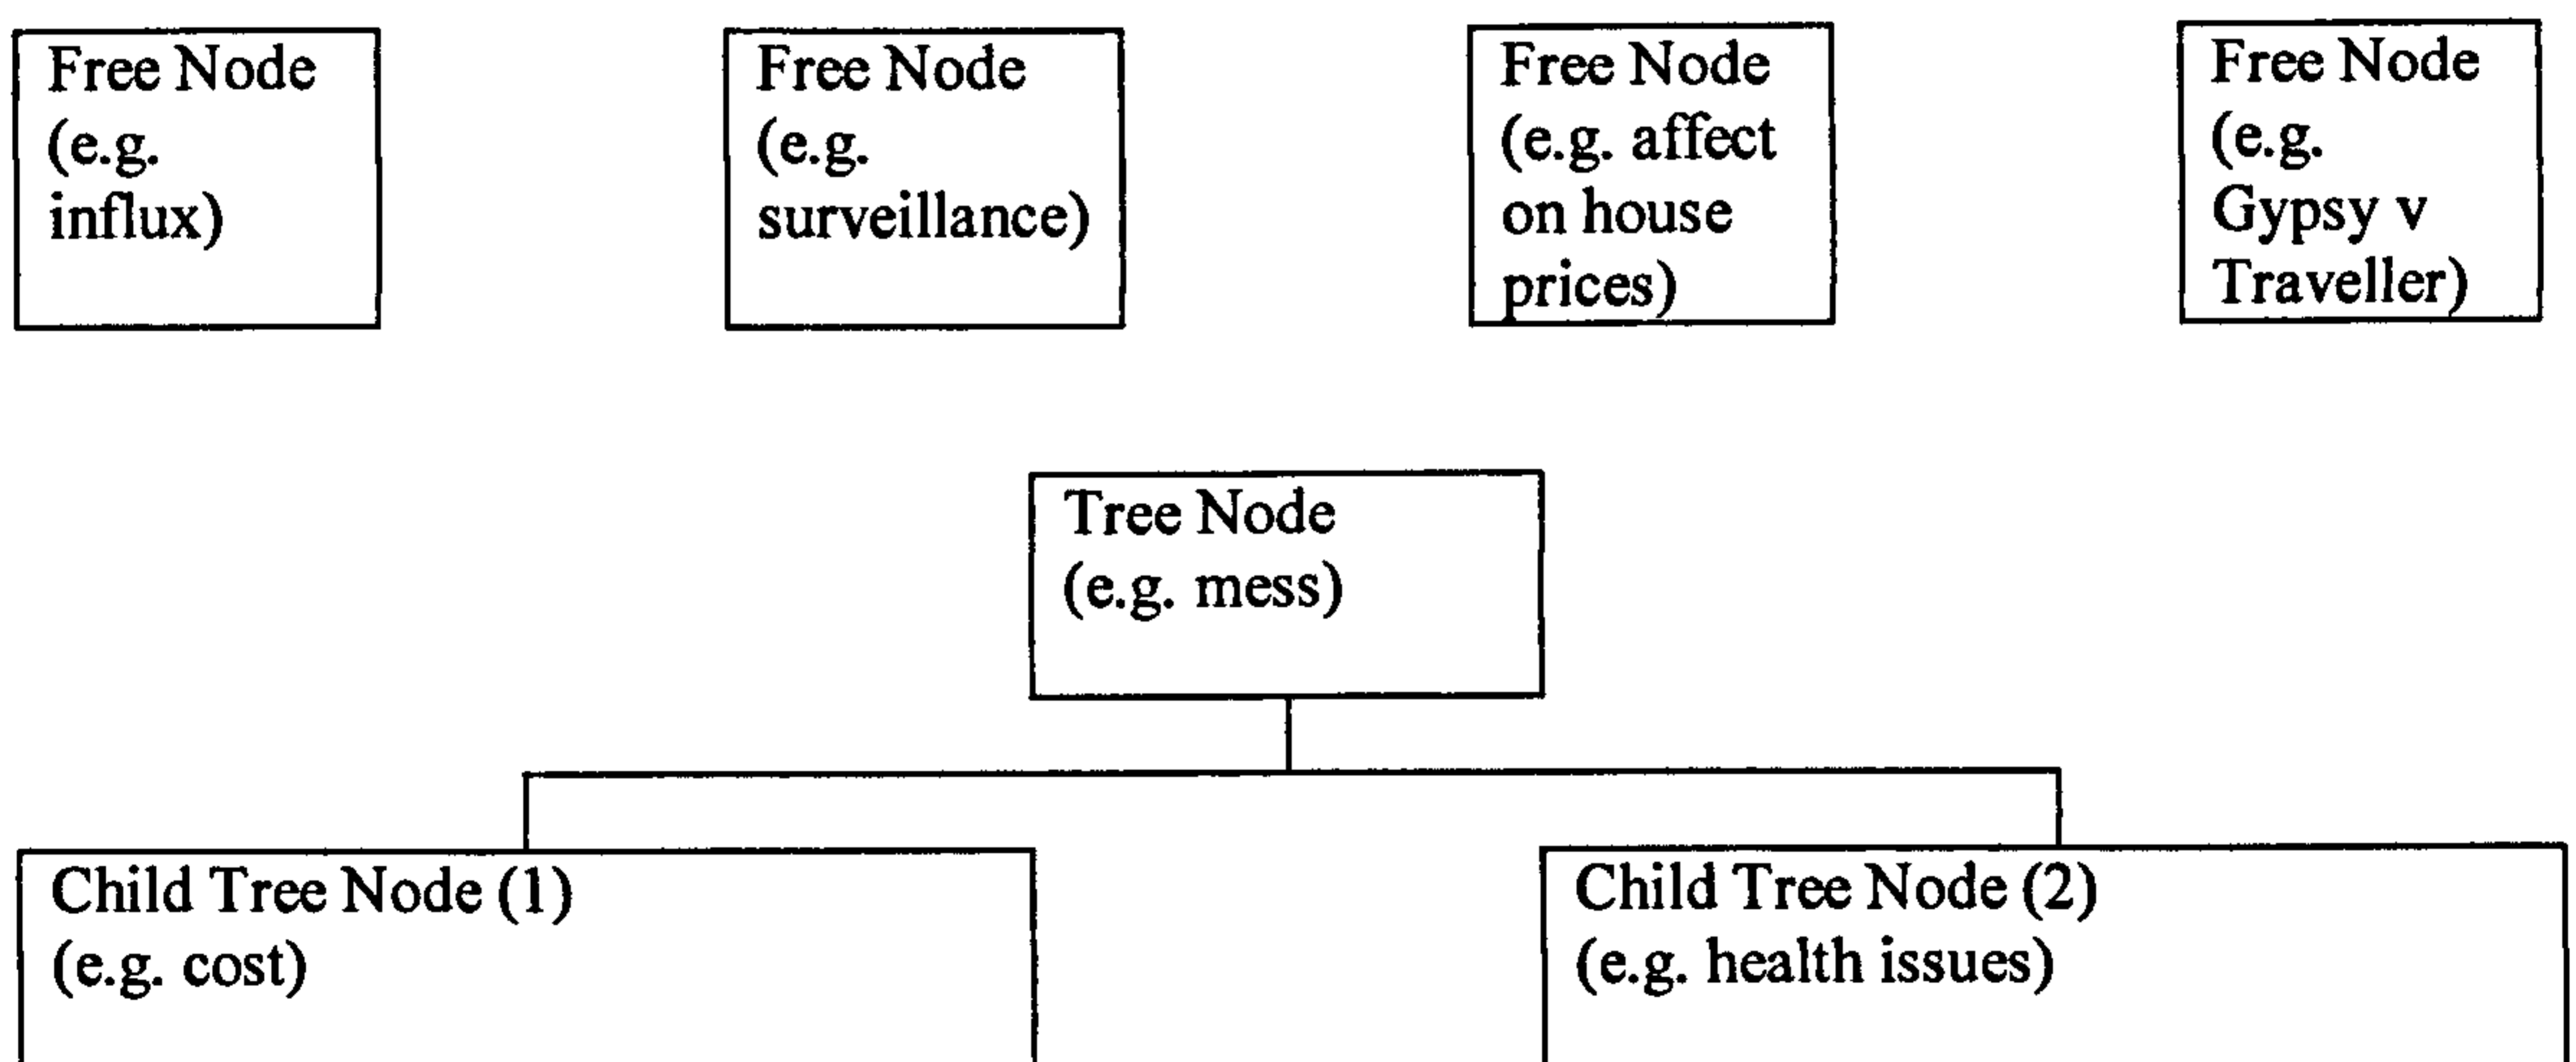 Free Node
(e.g.
influx)
Free Node
(e.g.
surveillance)
Free Node
(e.g. affect
on house
prices)
Free Node
(e.g.
Gypsy v
Traveller)
Tree Node
(e.g. mess)
Child Tree Node (1)
(e.g. cost)
Child Tree Node (2)
(e.g. health issues)